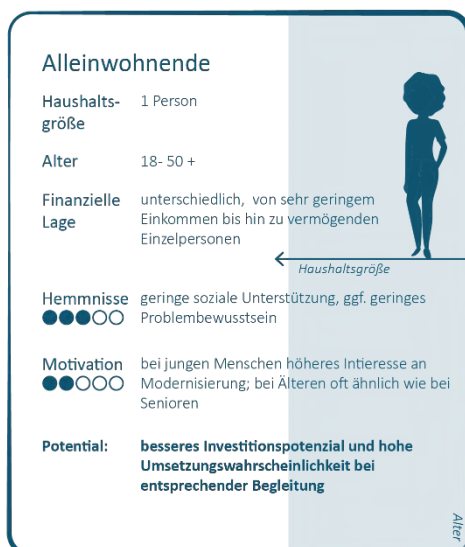 Alleinwohnende
Haushalts- 1 Person
größe
Alter 18- 50 +
Finanzielle unterschiedlich, von sehr geringem
Lage Einkommen bis hin zu vermögenden
Einzelpersonen
Haushaltsgröße
Hemmnisse geringe soziale Unterstützung, ggf. geringes
Problembewusstsein
Motivation bei jungen Menschen höheres Intieresse an
Modernisierung; bei Älteren oft ähnlich wie bei
Senioren
Potential: besseres Investitionspotenzial und hohe
Umsetzungswahrscheinlichkeit bei
entsprechender Begleitung
Alter